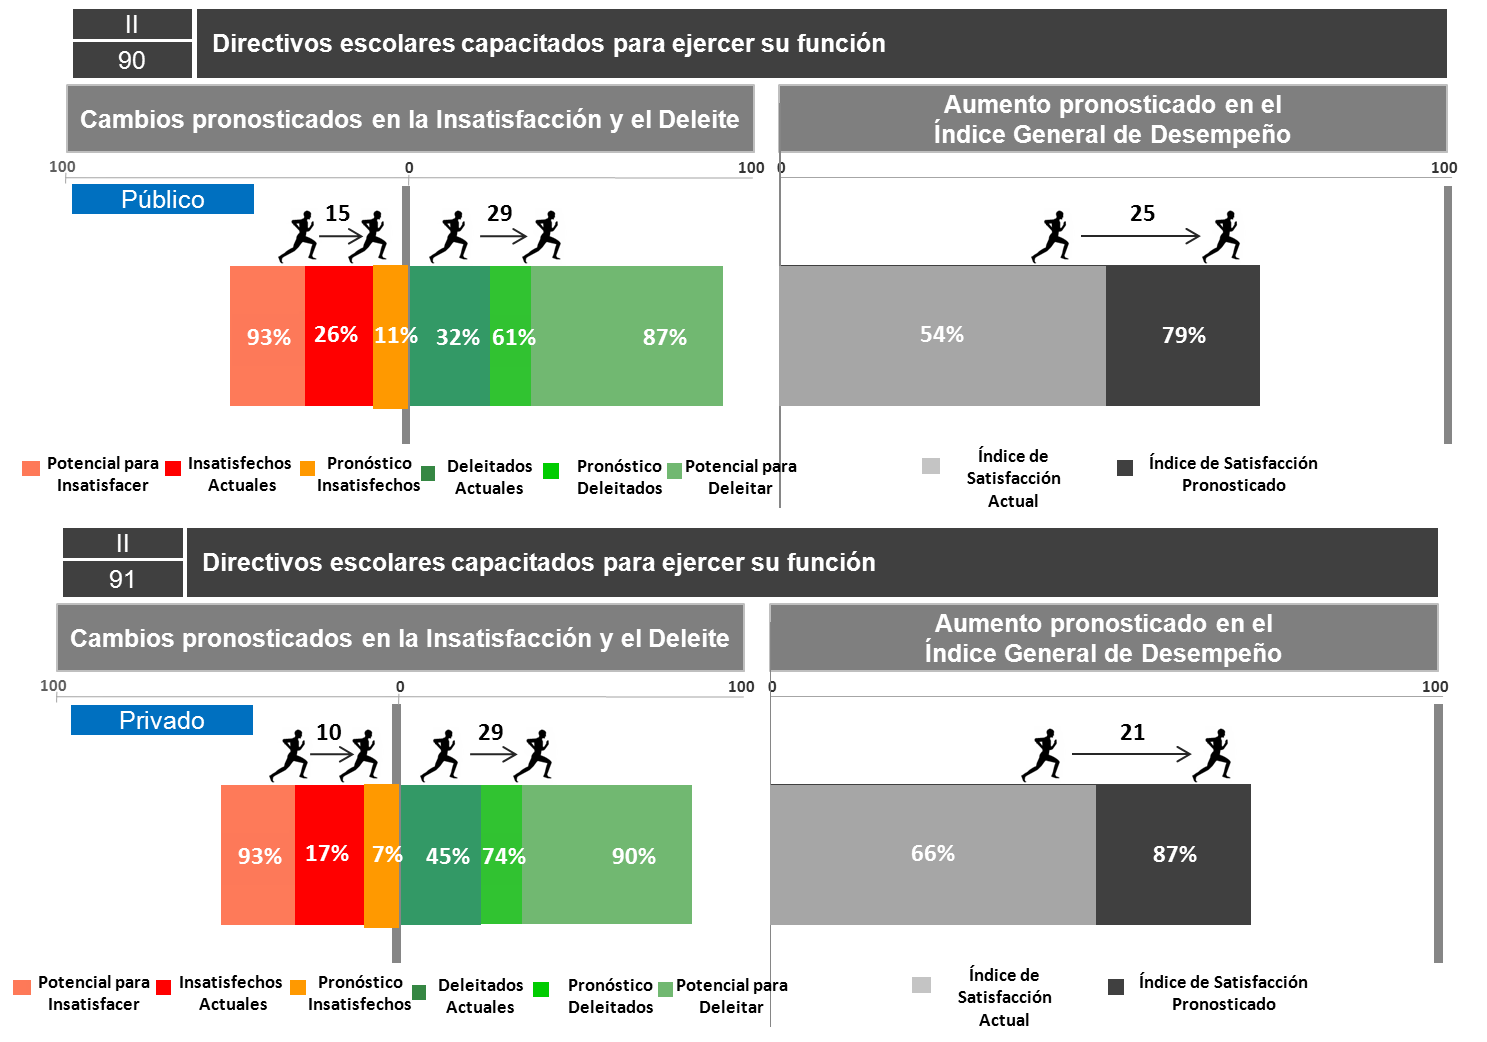 II
90
Directivos escolares capacitados para ejercer su función
Cambios pronosticados en la Insatisfacción y el Deleite
Aumento pronosticado en el
Índice General de Desempeño
100
0
100
0
100
Público
15
29
25
93%
26%
11%
32%
61%
87%
54%
79%
Potencial para
Insatisfacer
Insatisfechos
Actuales
Pronóstico
Insatisfechos
Deleitados
Actuales
Pronóstico
Deleitados
Potencial para
Deleitar
Índice de
Satisfacción
Actual
Índice de Satisfacción
Pronosticado
II
91
Directivos escolares capacitados para ejercer su función
Cambios pronosticados en la Insatisfacción y el Deleite
Aumento pronosticado en el
Índice General de Desempeño
100
0
100
0
100
Privado
10
29
21
93%
17%
7%
45%
74%
90%
66%
87%
Potencial para
Insatisfacer
Insatisfechos
Actuales
Pronóstico
Insatisfechos
Deleitados
Actuales
Pronóstico
Deleitados
Potencial para
Deleitar
Índice de
Satisfacción
Actual
Índice de Satisfacción
Pronosticado